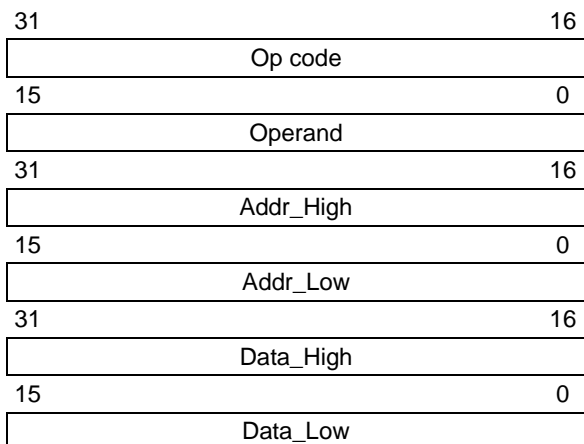 31 16
Op code
15 0
Operand
31 16
Addr_High
15 0
Addr_Low
31 16
Data_High
15 0
Data_Low